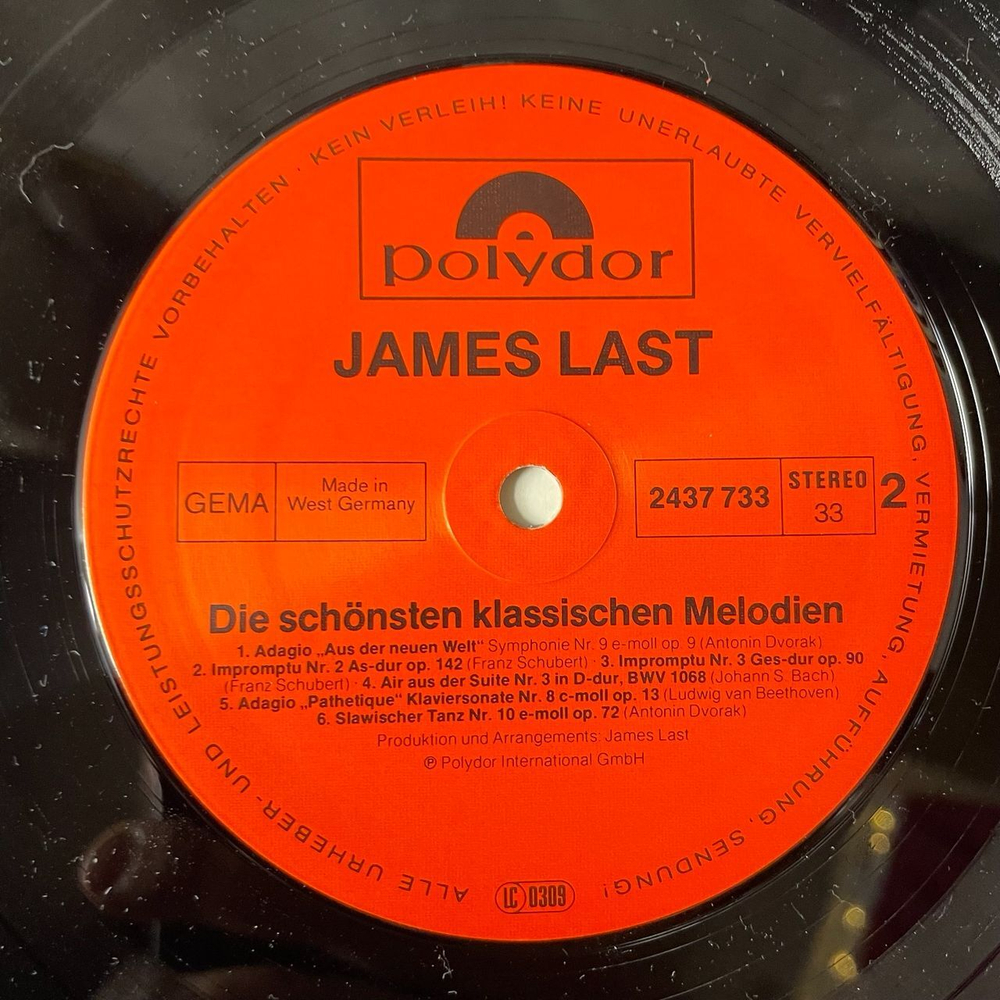 ALLE URHEBER- UND LEISTUNGSSCHUTZRECHTE VORBEHALTEN · KEIN VERLEIH! KEINE UNERLAUBTE VERVIELFÄLTIGUNG, VERMIETUNG, AUFFÜHRUNG, SENDUNG!
polydor
JAMES LAST
GEMA
Made in
West Germany
2437 733
STEREO
33
2
Die schönsten klassischen Melodien
1. Adagio „Aus der neuen Welt“ Symphonie Nr. 9 e-moll op. 9 (Antonin Dvorak)
2. Impromptu Nr. 2 As-dur op. 142 (Franz Schubert) · 3. Impromptu Nr. 3 Ges-dur op. 90
(Franz Schubert) · 4. Air aus der Suite Nr. 3 in D-dur, BWV 1068 (Johann S. Bach)
5. Adagio „Pathetique“ Klaviersonate Nr. 8 c-moll op. 13 (Ludwig van Beethoven)
6. Slawischer Tanz Nr. 10 e-moll op. 72 (Antonin Dvorak)
Produktion und Arrangements: James Last
℗ Polydor International GmbH
LC 0309